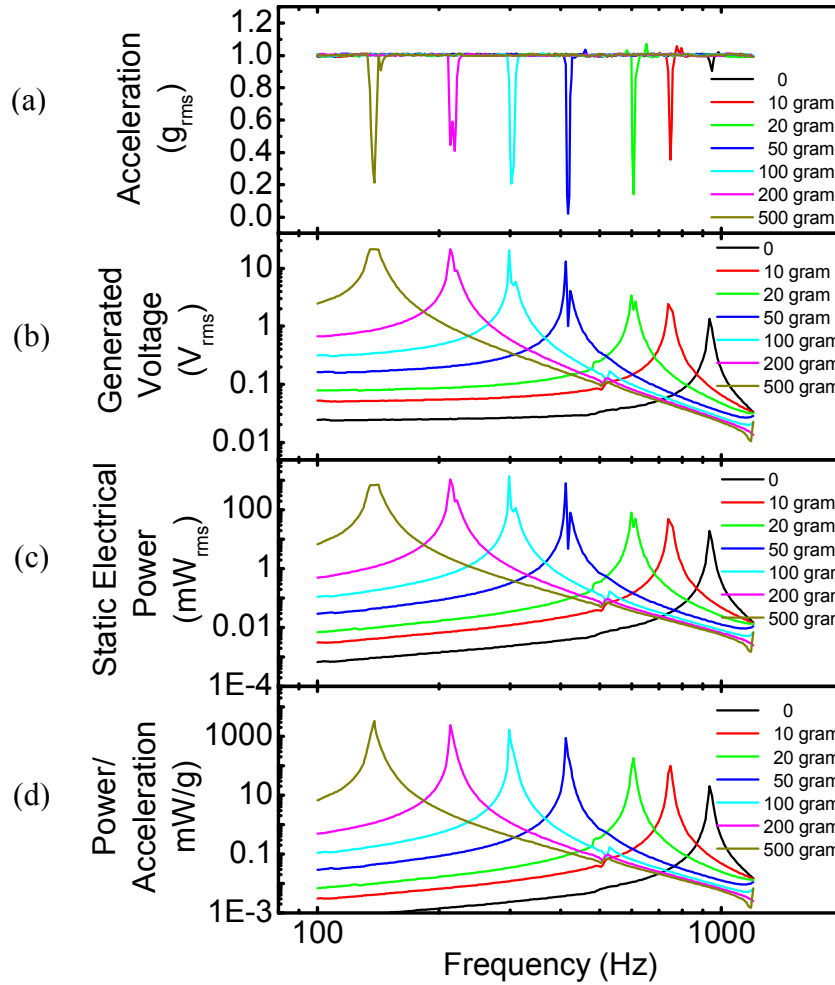 (a)
Acceleration
(g_rms)
1.2
1.0
0.8
0.6
0.4
0.2
0.0
0
10 gram
20 gram
50 gram
100 gram
200 gram
500 gram
(b)
Generated
Voltage
(V_rms)
10
1
0.1
0.01
0
10 gram
20 gram
50 gram
100 gram
200 gram
500 gram
(c)
Static Electrical
Power
(mW_rms)
100
1
0.01
1E-4
0
10 gram
20 gram
50 gram
100 gram
200 gram
500 gram
(d)
Power/
Acceleration
mW/g)
1000
10
0.1
1E-3
0
10 gram
20 gram
50 gram
100 gram
200 gram
500 gram
100
1000
Frequency (Hz)